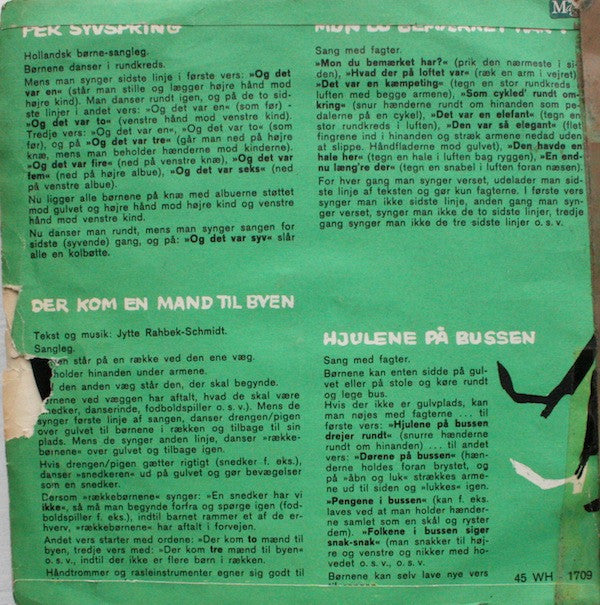 PER SYVSPRING
Hollandsk børne-sangleg.
Børnene danser i rundkreds.
Mens man synger sidste linje i første vers: »Og det
var en« (står man stille og lægger højre hånd mod
højre kind). Man danser rundt igen, og på de to sid-
ste linjer i andet vers: »Og det var en« (som før) -
»Og det var to« (venstre hånd mod venstre kind).
Tredje vers: »Og det var en«, »Og det var to« (som
før), og på »Og det var tre« (går man ned på højre
knæ, mens man beholder hænderne mod kinderne).
»Og det var fire« (ned på venstre knæ), »Og det var
fem« (ned på højre albue), »Og det var seks« (ned
på venstre albue).
Nu ligger alle børnene på knæ med albuerne støttet
mod gulvet og højre hånd mod højre kind og venstre
hånd mod venstre kind.
Nu danser man rundt, mens man synger sangen for
sidste (syvende) gang, og på: »Og det var syv« slår
alle en kolbøtte.
DER KOM EN MAND TIL BYEN
Tekst og musik: Jytte Rahbek-Schmidt.
Sangleg.
står på en række ved den ene væg.
holder hinanden under armene.
den anden væg står den, der skal begynde.
ørnene ved væggen har aftalt, hvad de skal være
snedker, danserinde, fodboldspiller o. s. v.). Mens de
synger første linje af sangen, danser drengen/pigen
over gulvet til børnene i rækken og tilbage til sin
plads. Mens de synger anden linje, danser »række-
børnene« over gulvet og tilbage igen.
Hvis drengen/pigen gætter rigtigt (snedker f. eks.),
danser »snedkeren« ud på gulvet og gør bevægelser
som en snedker.
Dersom »rækkebørnene« synger: »En snedker har vi
ikke«, så må man begynde forfra og spørge igen (fod-
boldspiller f. eks.), indtil barnet rammer et af de er-
hverv, »rækkebørnene« har aftalt i forvejen.
Andet vers starter med ordene: »Der kom to mænd til
byen, tredje vers med: »Der kom tre mænd til byen«
o. s. v., indtil der ikke er flere børn i rækken.
Håndtrommer og rasleinstrumenter egner sig godt til
MON DU BEMÆRKET HAR?
Sang med fagter.
»Mon du bemærket har?« (prik den nærmeste i si-
den), »Hvad der på loftet var« (ræk en arm i vejret)
»Det var en kæmpeting« (tegn en stor rundkreds i
luften med begge armene), »Som cykled' rundt om-
kring« (snur hænderne rundt om hinanden som pe-
dalerne på en cykel), »Det var en elefant« (tegn en
stor rundkreds i luften), »Den var så elegant« (flet
fingrene ind i hinanden og stræk armene nedad uden
at slippe. Håndfladerne mod gulvet), »Den havde en
hale her« (tegn en hale i luften bag ryggen), »En end-
nu læng're der« (tegn en snabel i luften foran næsen).
For hver gang man synger verset, udelader man sid-
ste linje af teksten og gør kun fagterne. I første vers
synger man ikke sidste linje, anden gang man syn-
ger verset, synger man ikke de to sidste linjer, tredje
gang synger man ikke de tre sidste linjer o. s. v.
HJULENE PÅ BUSSEN
Sang med fagter.
Børnene kan enten sidde på gul-
vet eller på stole og køre rundt
og lege bus.
Hvis der ikke er gulvplads, kan
man nøjes med fagterne ... til
første vers: »Hjulene på bussen
drejer rundt« (snurre hænderne
rundt om hinanden) ... til andet
vers: »Dørene på bussen« (hæn-
derne holdes foran brystet, og
på »åbn og luk« strækkes arme-
ne ud til siden og »lukkes« igen.
»Pengene i bussen« (kan f. eks.
laves ved at man holder hænder-
ne samlet som en skål og ryster
dem). »Folkene i bussen siger
snak-snak« (man snakker til høj-
re og venstre og nikker med ho-
vedet o. s. v., o. s. v.
Børnene kan selv lave nye vers
45 WH - 1709